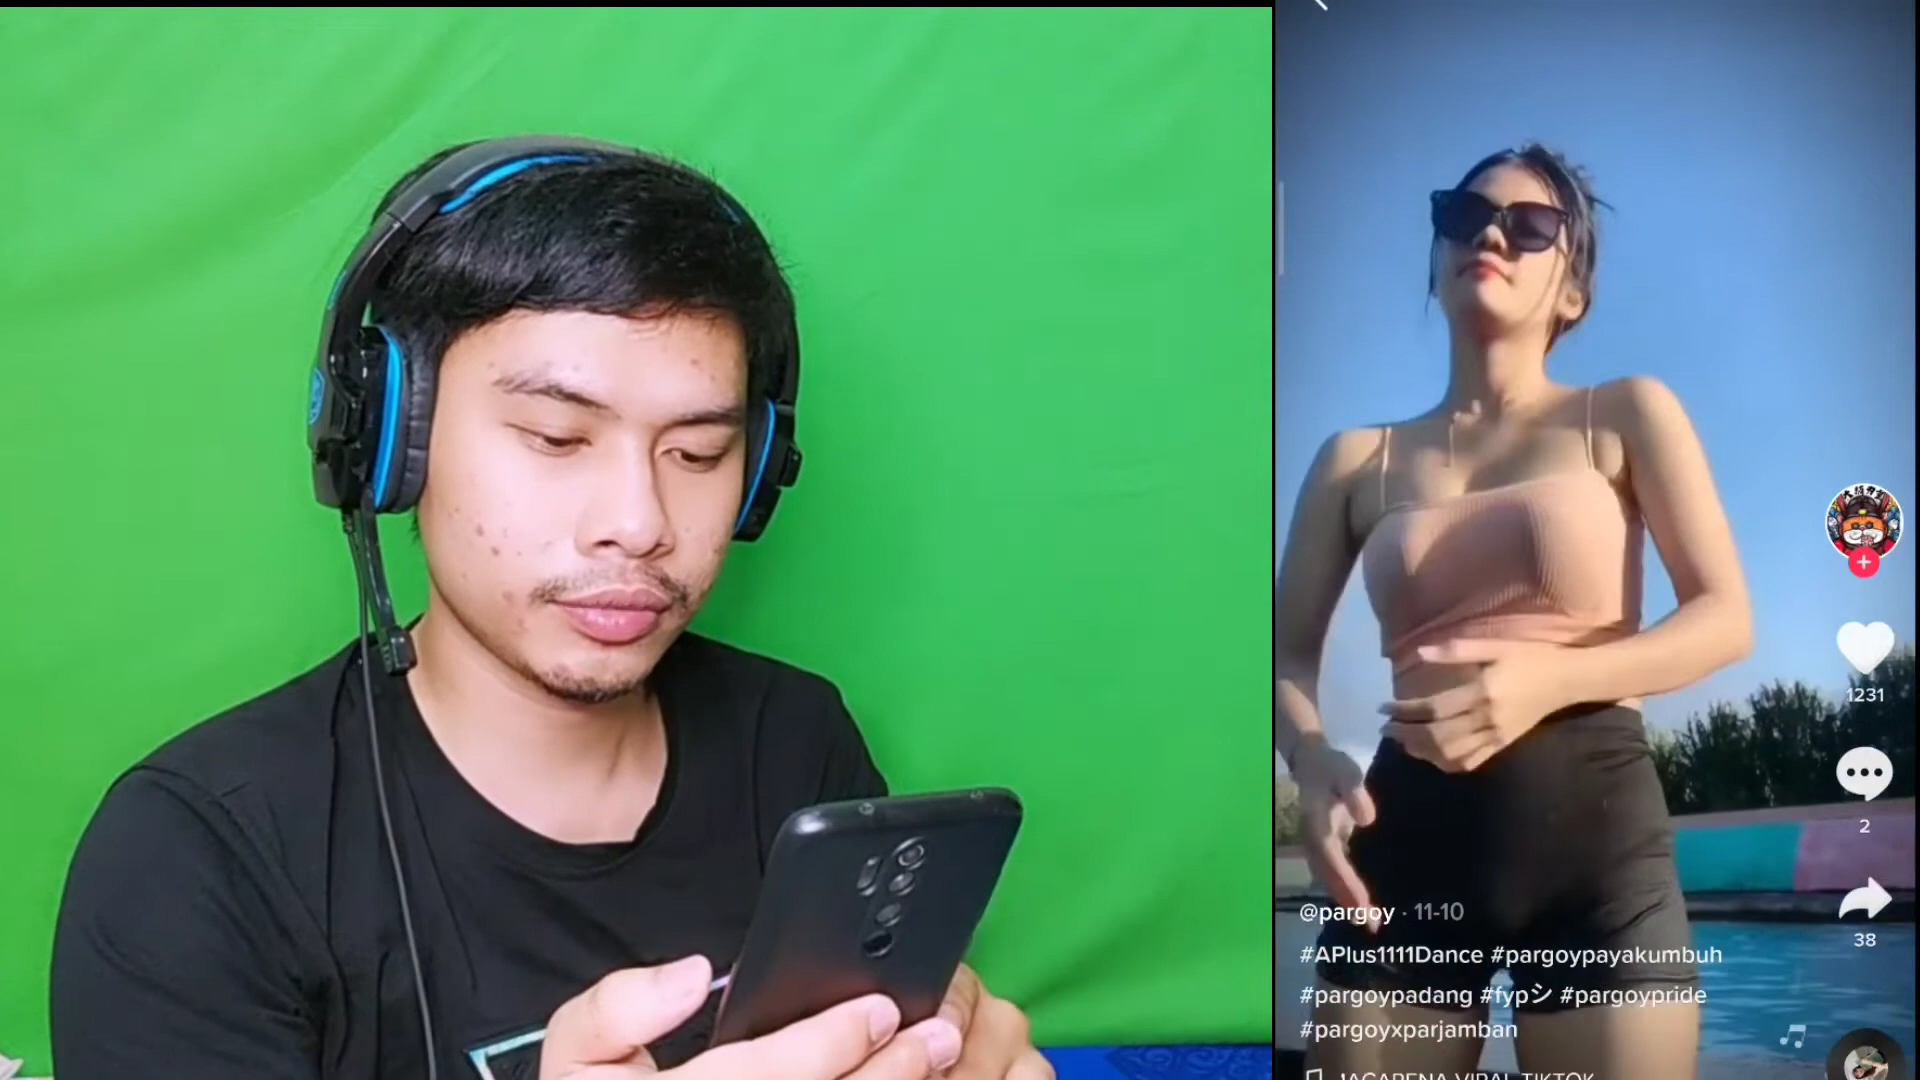 @pargoy · 11-10
#APlus1111Dance #pargoypayakumbuh
#pargoypadang #fypシ #pargoypride
#pargoyxparjamban
1231
2
38